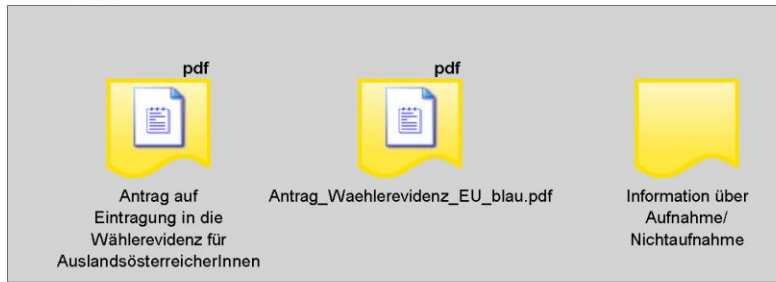 pdf
pdf
Antrag auf
Eintragung in die
Wählerevidenz für
AuslandsösterreicherInnen
Antrag_Waehlerevidenz_EU_blau.pdf
Information über
Aufnahme/
Nichtaufnahme